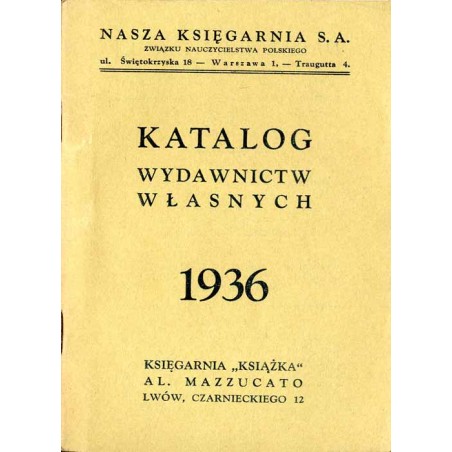 NASZA KSIĘGARNIA S. A.
ZWIĄZKU NAUCZYCIELSTWA POLSKIEGO
ul. Świętokrzyska 18 — Warszawa 1, — Traugutta 4.
KATALOG
WYDAWNICTW
WŁASNYCH
1936
KSIĘGARNIA „KSIĄŻKA"
AL. MAZZUCATO
LWÓW, CZARNIECKIEGO 12